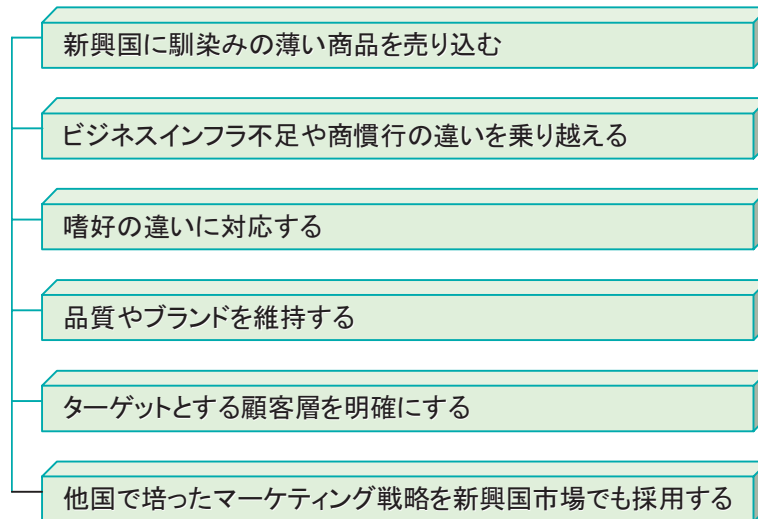 新興国に馴染みの薄い商品を売り込む
ビジネスインフラ不足や商慣行の違いを乗り越える
嗜好の違いに対応する
品質やブランドを維持する
ターゲットとする顧客層を明確にする
他国で培ったマーケティング戦略を新興国市場でも採用する